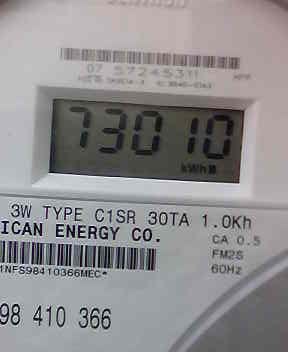 07 57245311
73010
kWh
3W TYPE C1SR 30TA 1.0Kh
ICAN ENERGY CO.
CA 0.5
FM2S
60Hz
1NFS98410366MEC*
98 410 366